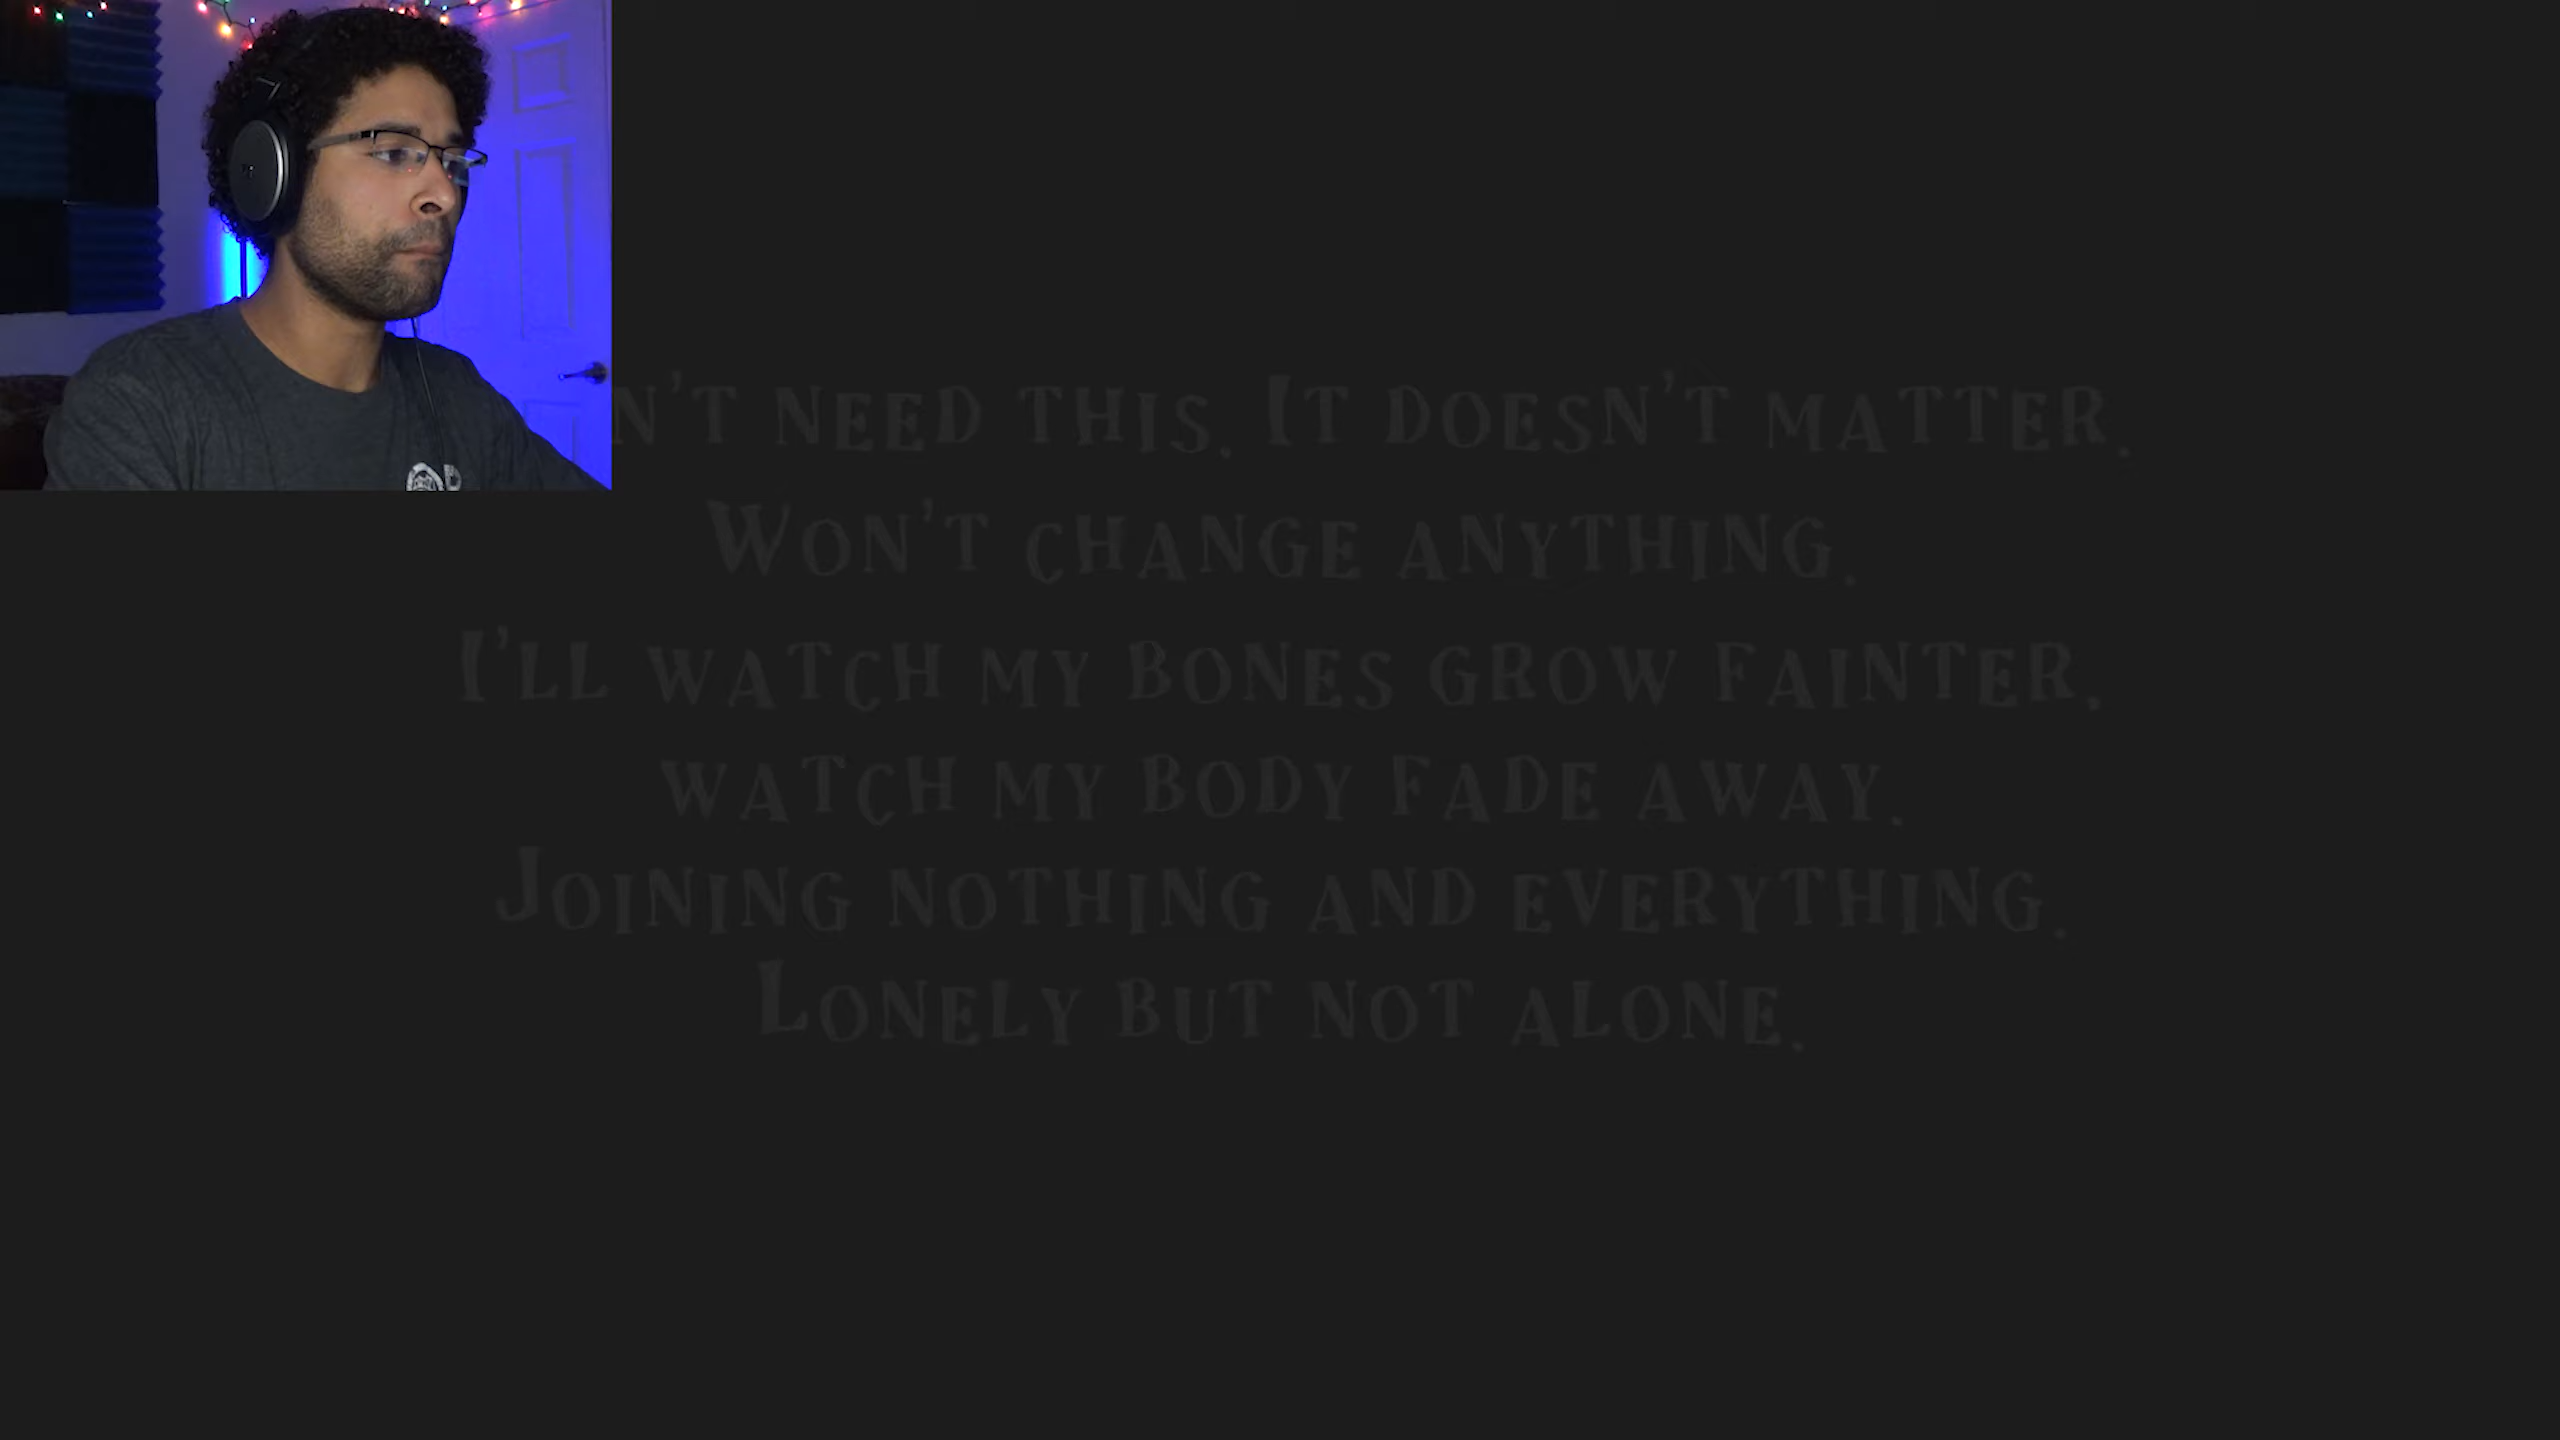 N'T NEED THIS. IT DOESN'T MATTER.
WON'T CHANGE ANYTHING.
I'LL WATCH MY BONES GROW FAINTER,
WATCH MY BODY FADE AWAY.
JOINING NOTHING AND EVERYTHING.
LONELY BUT NOT ALONE.